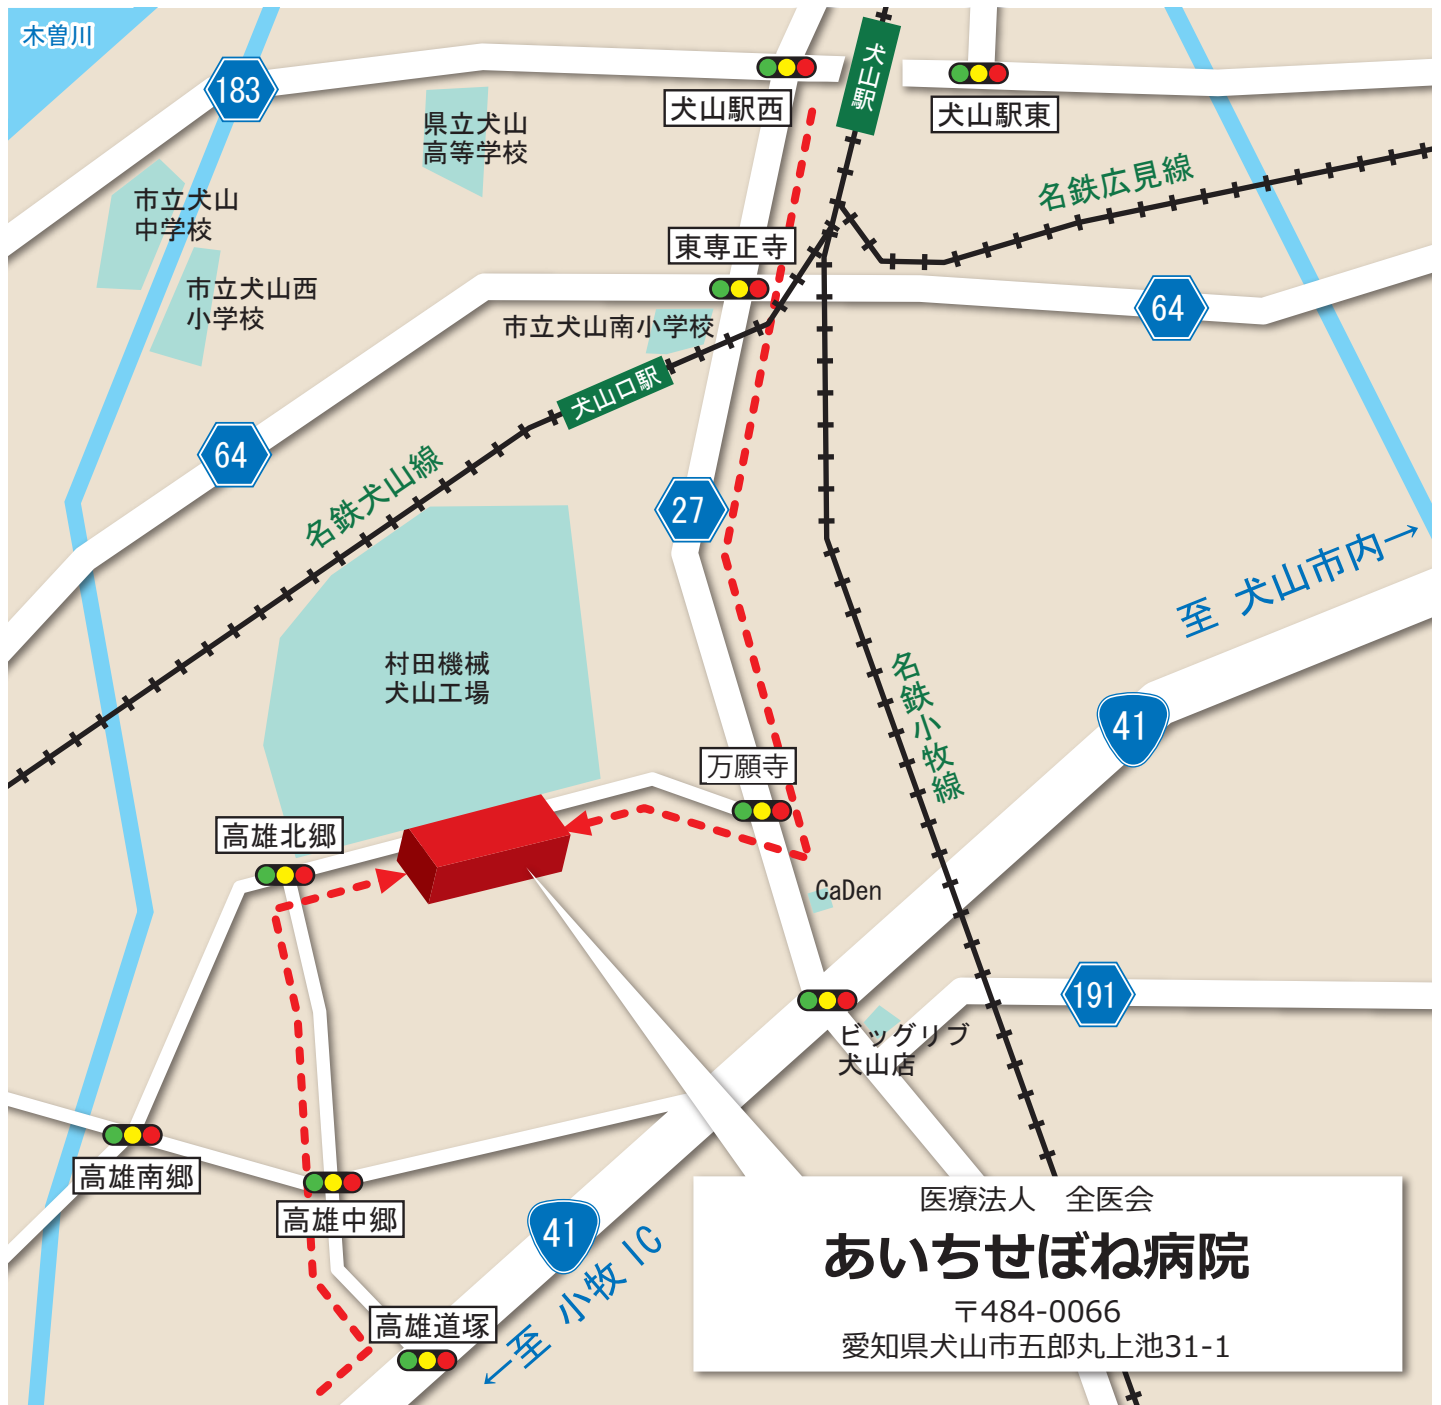 木曽川
183
犬山駅西
犬山駅
犬山駅東
県立犬山
高等学校
名鉄広見線
市立犬山
中学校
東専正寺
市立犬山西
小学校
64
市立犬山南小学校
犬山口駅
64
名鉄犬山線
27
至 犬山市内→
村田機械
犬山工場
名鉄小牧線
41
万願寺
高雄北郷
CaDen
191
ビッグリブ
犬山店
高雄南郷
高雄中郷
41
←至 小牧IC
高雄道塚
医療法人　全医会
あいちせぼね病院
〒484-0066
愛知県犬山市五郎丸上池31-1